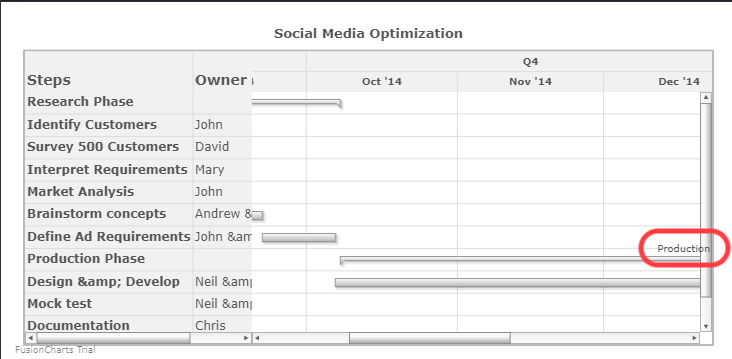 Social Media Optimization
Q4
Steps Owner Oct '14 Nov '14 Dec '14
Research Phase
Identify Customers John
Survey 500 Customers David
Interpret Requirements Mary
Market Analysis John
Brainstorm concepts Andrew &
Define Ad Requirements John &am
Production
Production Phase
Design &amp; Develop Neil &amp
Mock test Neil &amp
Documentation Chris
FusionCharts Trial